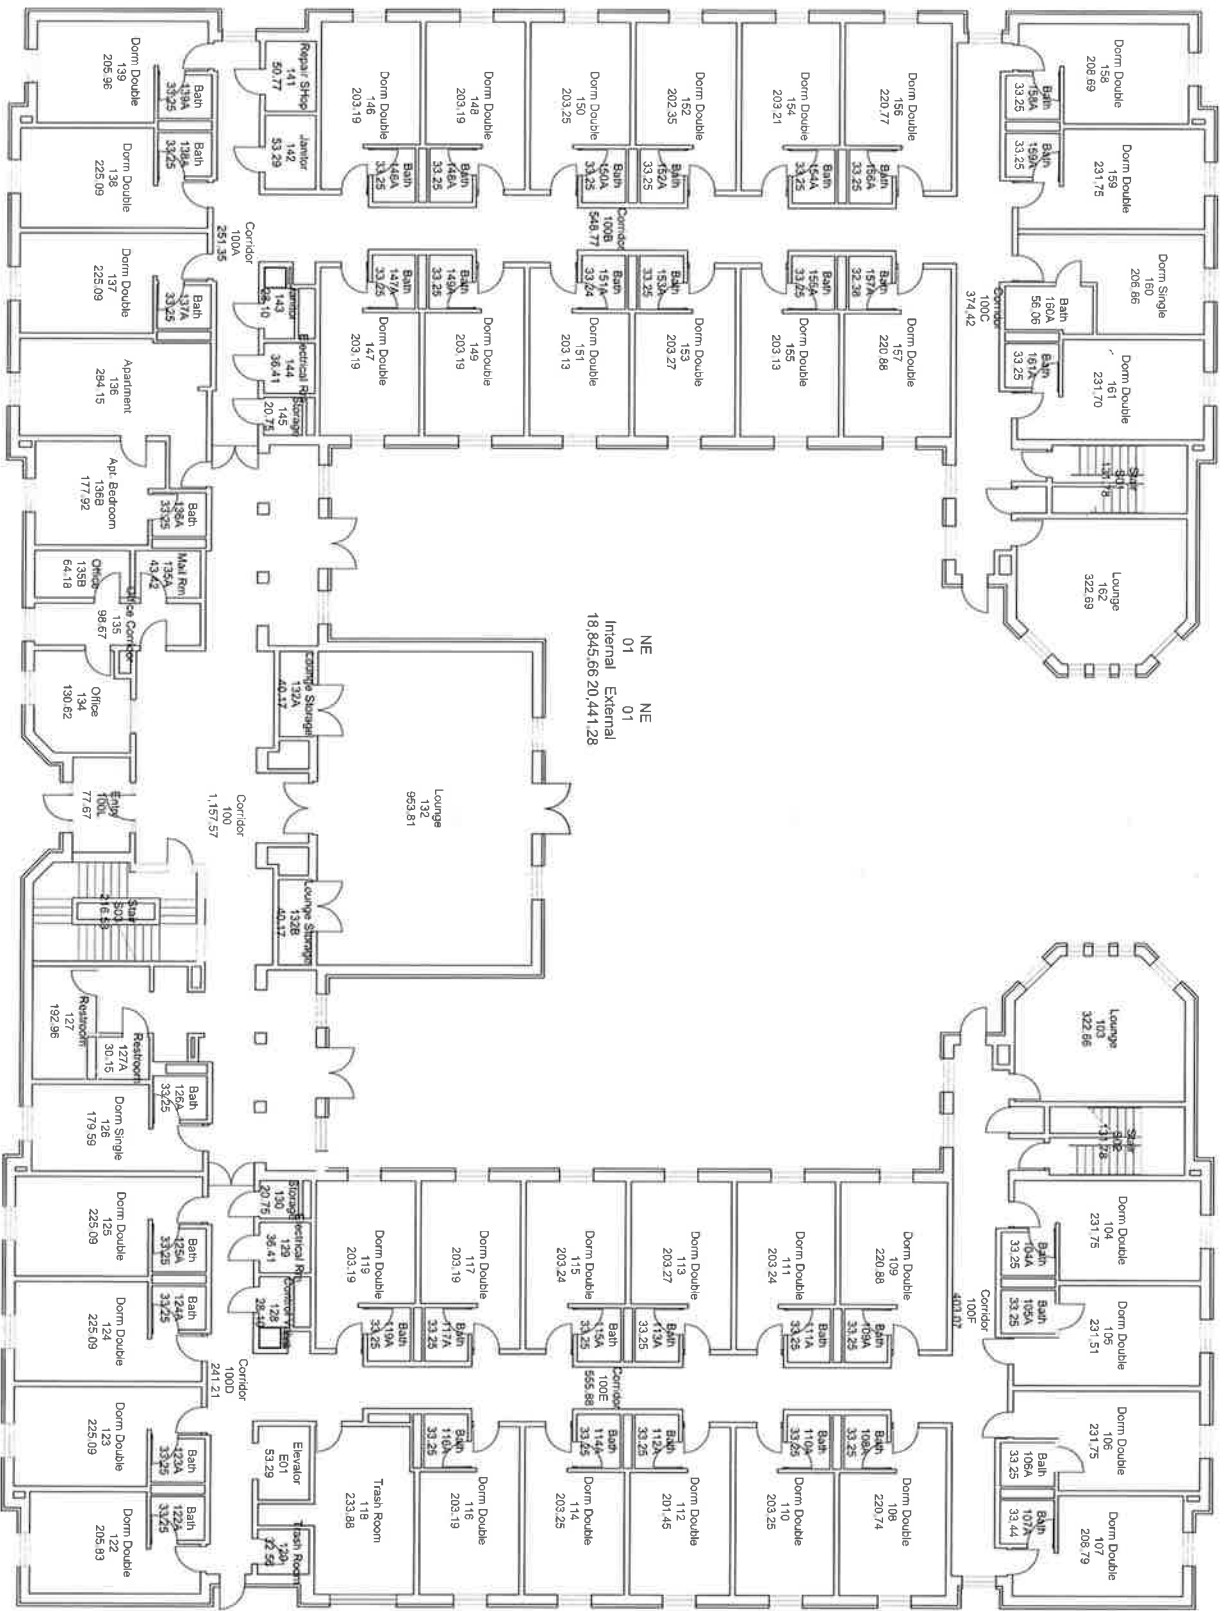 Dorm Double
139
205.96
Bath
139A
33.25
Bath
138A
33.25
Dorm Double
138
225.09
Dorm Double
137
225.09
Bath
137A
33.25
Apartment
136
284.15
Apt. Bedroom
136B
177.92
Bath
136A
33.25
Mail Rm
135A
43.42
Office
135B
64.18
Office Corridor
135
98.67
Office
134
130.62
Entry
100L
77.67
Stair
S03
216.58
Restroom
127
192.96
Restroom
127A
30.15
Bath
126A
33.25
Dorm Single
126
179.59
Dorm Double
125
225.09
Bath
125A
33.25
Bath
124A
33.25
Dorm Double
124
225.09
Dorm Double
123
225.09
Bath
123A
33.25
Bath
122A
33.25
Dorm Double
122
205.83
Corridor
100A
251.35
Corridor
100
1,157.57
Corridor
100D
241.21
Repair SHop
141
50.77
Janitor
142
53.29
Janitor
143
28.10
Electrical Rm
144
36.41
Storage
145
20.75
Lounge Storage
132A
40.17
Lounge Storage
132B
40.17
Lounge
132
953.81
Storage
130
20.75
Electrical Rm
129
36.41
128
28.10
Elevator
E01
53.29
Trash Room
120
32.56
Trash Room
118
233.88
Dorm Double
146
203.19
Bath
146A
33.25
Dorm Double
148
203.19
Bath
148A
33.25
Dorm Double
150
203.25
Bath
150A
33.25
Dorm Double
152
202.35
Bath
152A
33.25
Dorm Double
154
203.21
Bath
154A
33.25
Dorm Double
156
220.77
Bath
156A
33.25
Corridor
100B
548.77
Bath
147A
33.25
Dorm Double
147
203.19
Bath
149A
33.25
Dorm Double
149
203.19
Bath
151A
33.24
Dorm Double
151
203.13
Bath
153A
33.25
Dorm Double
153
203.27
Bath
155A
33.25
Dorm Double
155
203.13
Bath
157A
32.36
Dorm Double
157
220.88
NE NE
01 01
Internal External
18,845.66 20,441.28
Dorm Double
158
208.69
Bath
158A
33.25
Bath
159A
33.25
Dorm Double
159
231.75
Dorm Single
160
206.86
Bath
160A
56.06
Corridor
100C
374.42
Bath
161A
33.25
Dorm Double
161
231.70
Stair
S01
131.78
Lounge
162
322.69
Lounge
103
322.66
Stair
S02
131.78
Dorm Double
104
231.75
Bath
104A
33.25
Bath
105A
33.25
Dorm Double
105
231.51
Corridor
100F
403.07
Dorm Double
106
231.75
Bath
106A
33.25
Bath
107A
33.44
Dorm Double
107
208.79
Dorm Double
119
203.19
Bath
119A
33.25
Dorm Double
117
203.19
Bath
117A
33.25
Dorm Double
115
203.24
Bath
115A
33.25
Dorm Double
113
203.27
Bath
113A
33.25
Dorm Double
111
203.24
Bath
111A
33.25
Dorm Double
109
220.88
Bath
109A
33.25
Corridor
100E
555.88
Bath
116A
33.25
Dorm Double
116
203.19
Bath
114A
33.25
Dorm Double
114
203.25
Bath
112A
33.25
Dorm Double
112
201.45
Bath
110A
33.25
Dorm Double
110
203.25
Bath
108A
33.25
Dorm Double
108
220.74